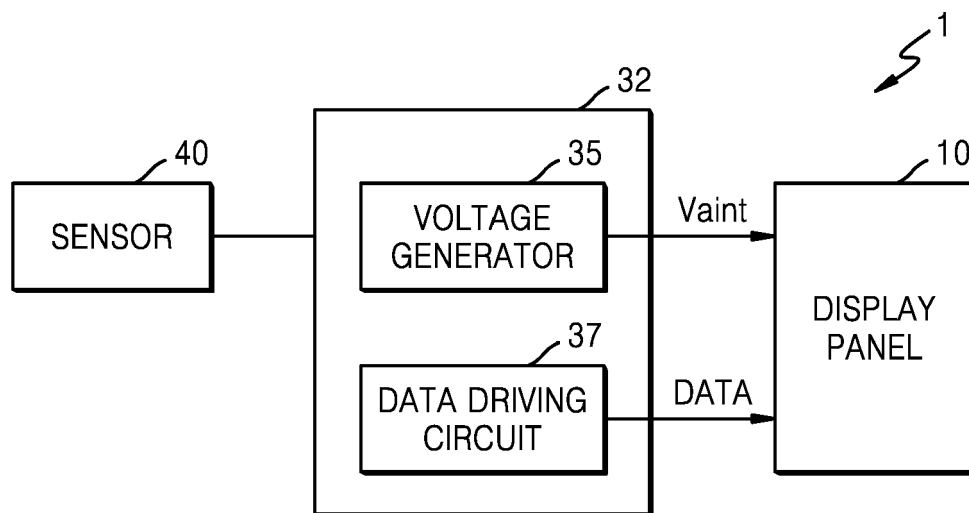 1
32
40
35
10
SENSOR
VOLTAGE
GENERATOR
Vaint
DISPLAY
PANEL
37
DATA DRIVING
CIRCUIT
DATA